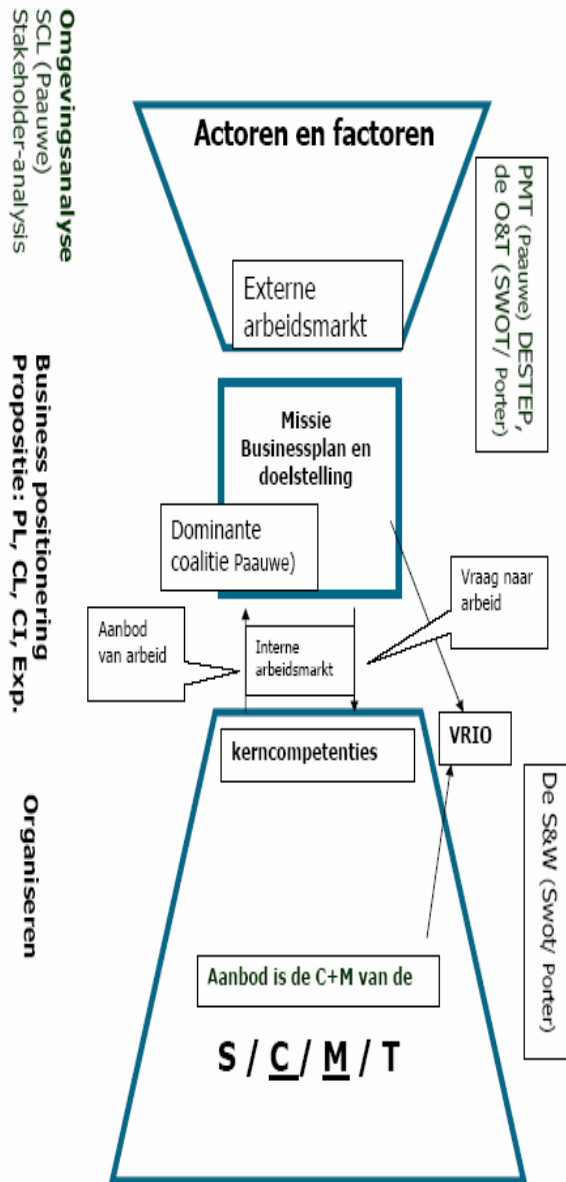 Omgevingsanalyse
SCL (Paauwe)
Stakeholder-analysis
Actoren en factoren
PMT (Paauwe) DESTEP,
de O&T (SWOT/ Porter)
Externe
arbeidsmarkt
Business positionering
Propositie: PL, CL, CI, Exp.
Missie
Businessplan en
doelstelling
Dominante
coalitie Paauwe)
Aanbod
van arbeid
Interne
arbeidsmarkt
Vraag naar
arbeid
kerncompetenties
VRIO
De S&W (Swot/ Porter)
Organiseren
Aanbod is de C+M van de
S / C / M / T